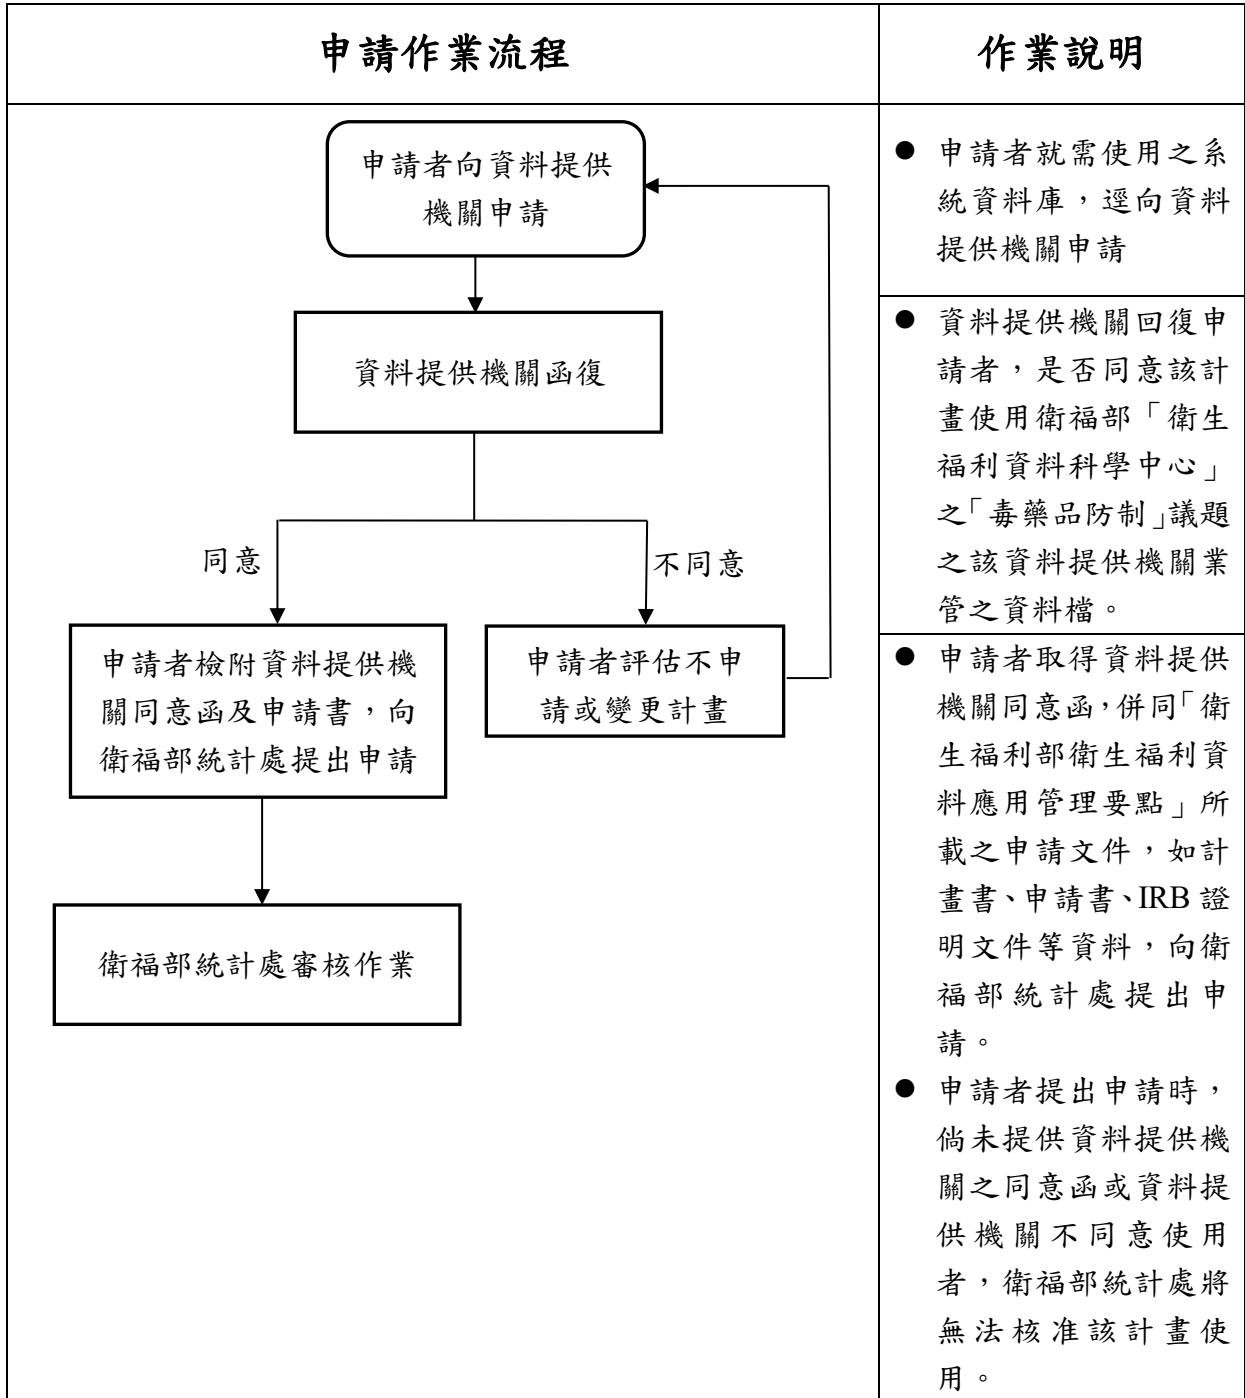 申請作業流程
作業說明
申請者向資料提供
機關申請
資料提供機關函復
同意
不同意
申請者檢附資料提供機
關同意函及申請書，向
衛福部統計處提出申請
申請者評估不申
請或變更計畫
衛福部統計處審核作業
● 申請者就需使用之系
統資料庫，逕向資料
提供機關申請
● 資料提供機關回復申
請者，是否同意該計
畫使用衛福部「衛生
福利資料科學中心」
之「毒藥品防制」議題
之該資料提供機關業
管之資料檔。
● 申請者取得資料提供
機關同意函，併同「衛
生福利部衛生福利資
料應用管理要點」所
載之申請文件，如計
畫書、申請書、IRB 證
明文件等資料，向衛
福部統計處提出申
請。
● 申請者提出申請時，
倘未提供資料提供機
關之同意函或資料提
供機關不同意使用
者，衛福部統計處將
無法核准該計畫使
用。